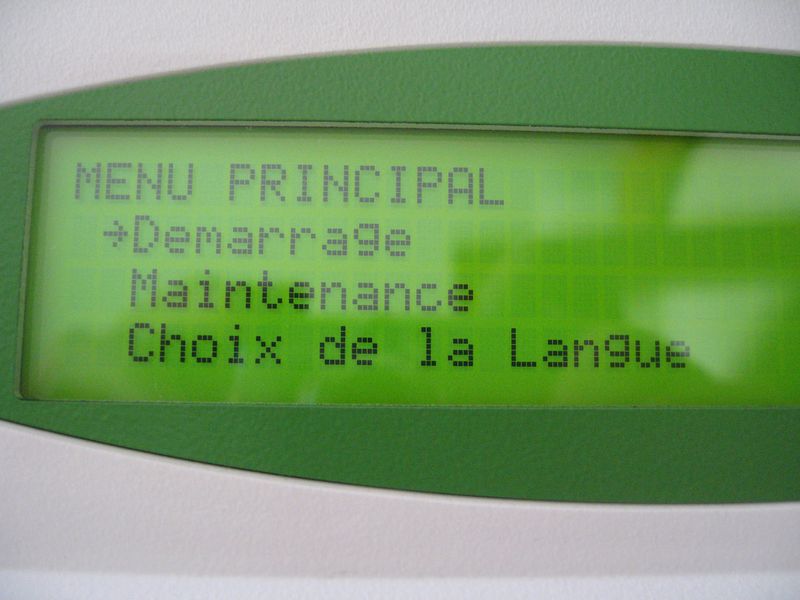 MENU PRINCIPAL
→Demarrage
Maintenance
Choix de la Langue